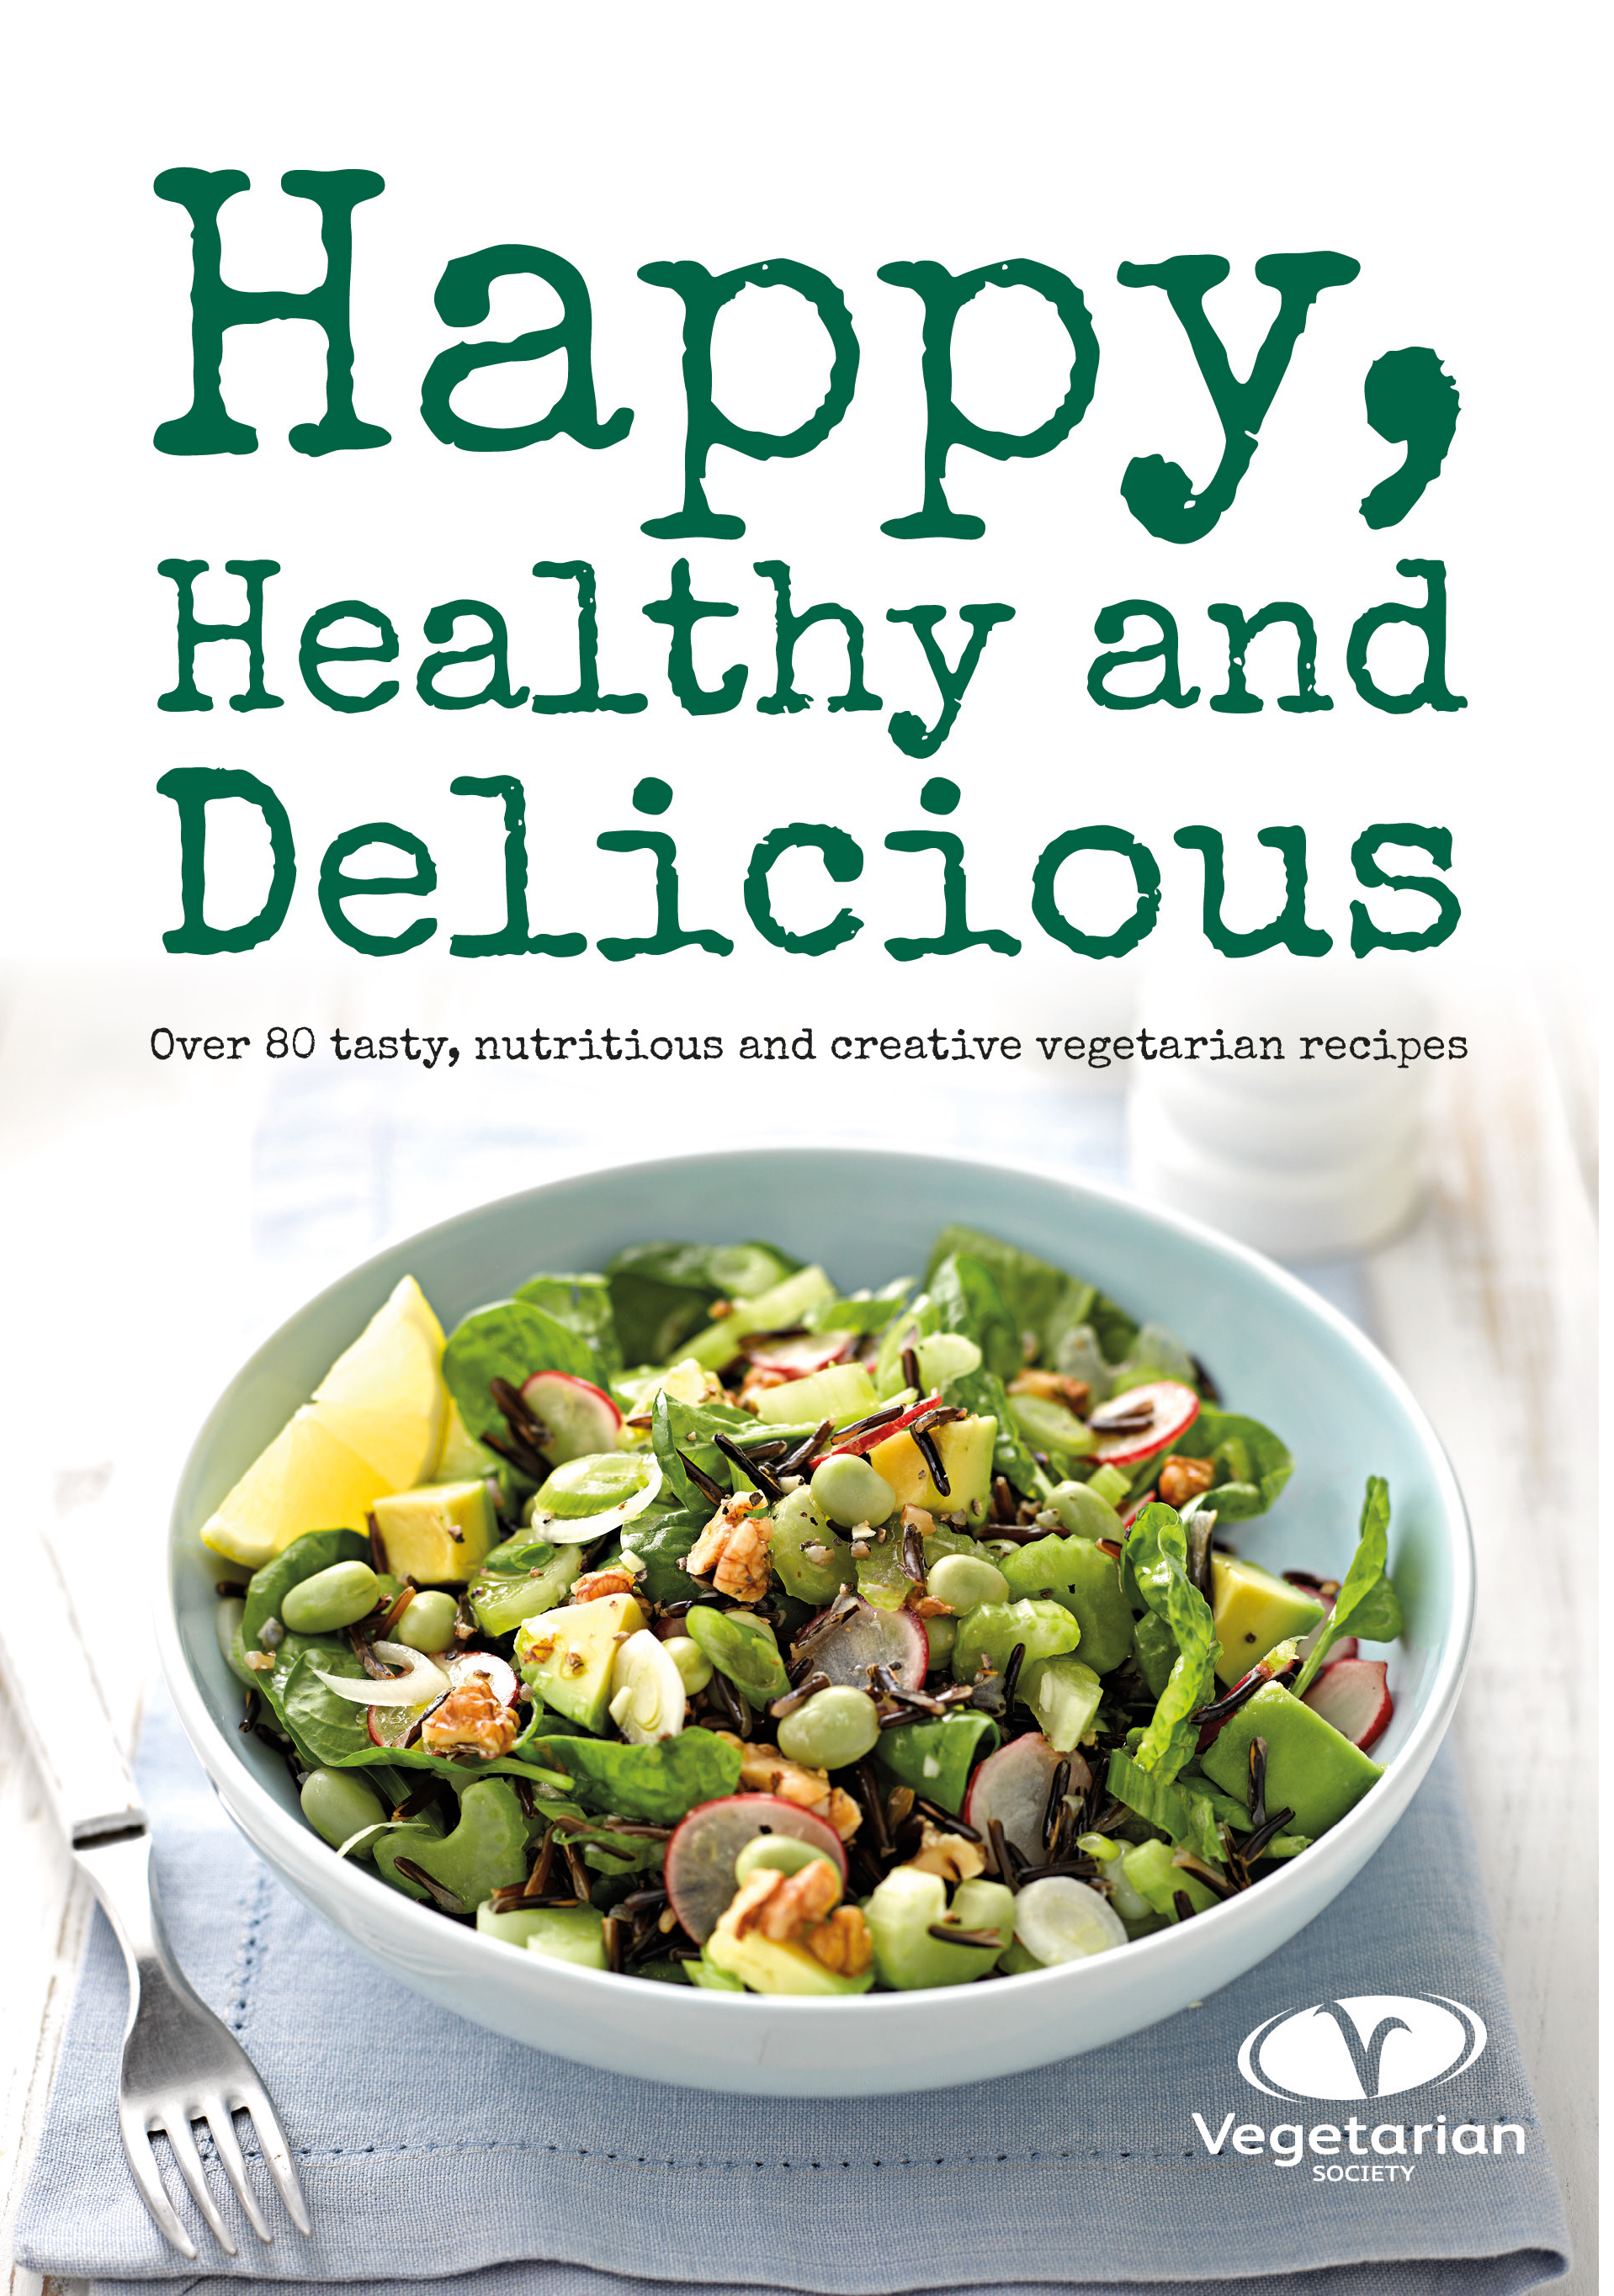 Happy,
Healthy and
Delicious
Over 80 tasty, nutritious and creative vegetarian recipes
Vegetarian
SOCIETY